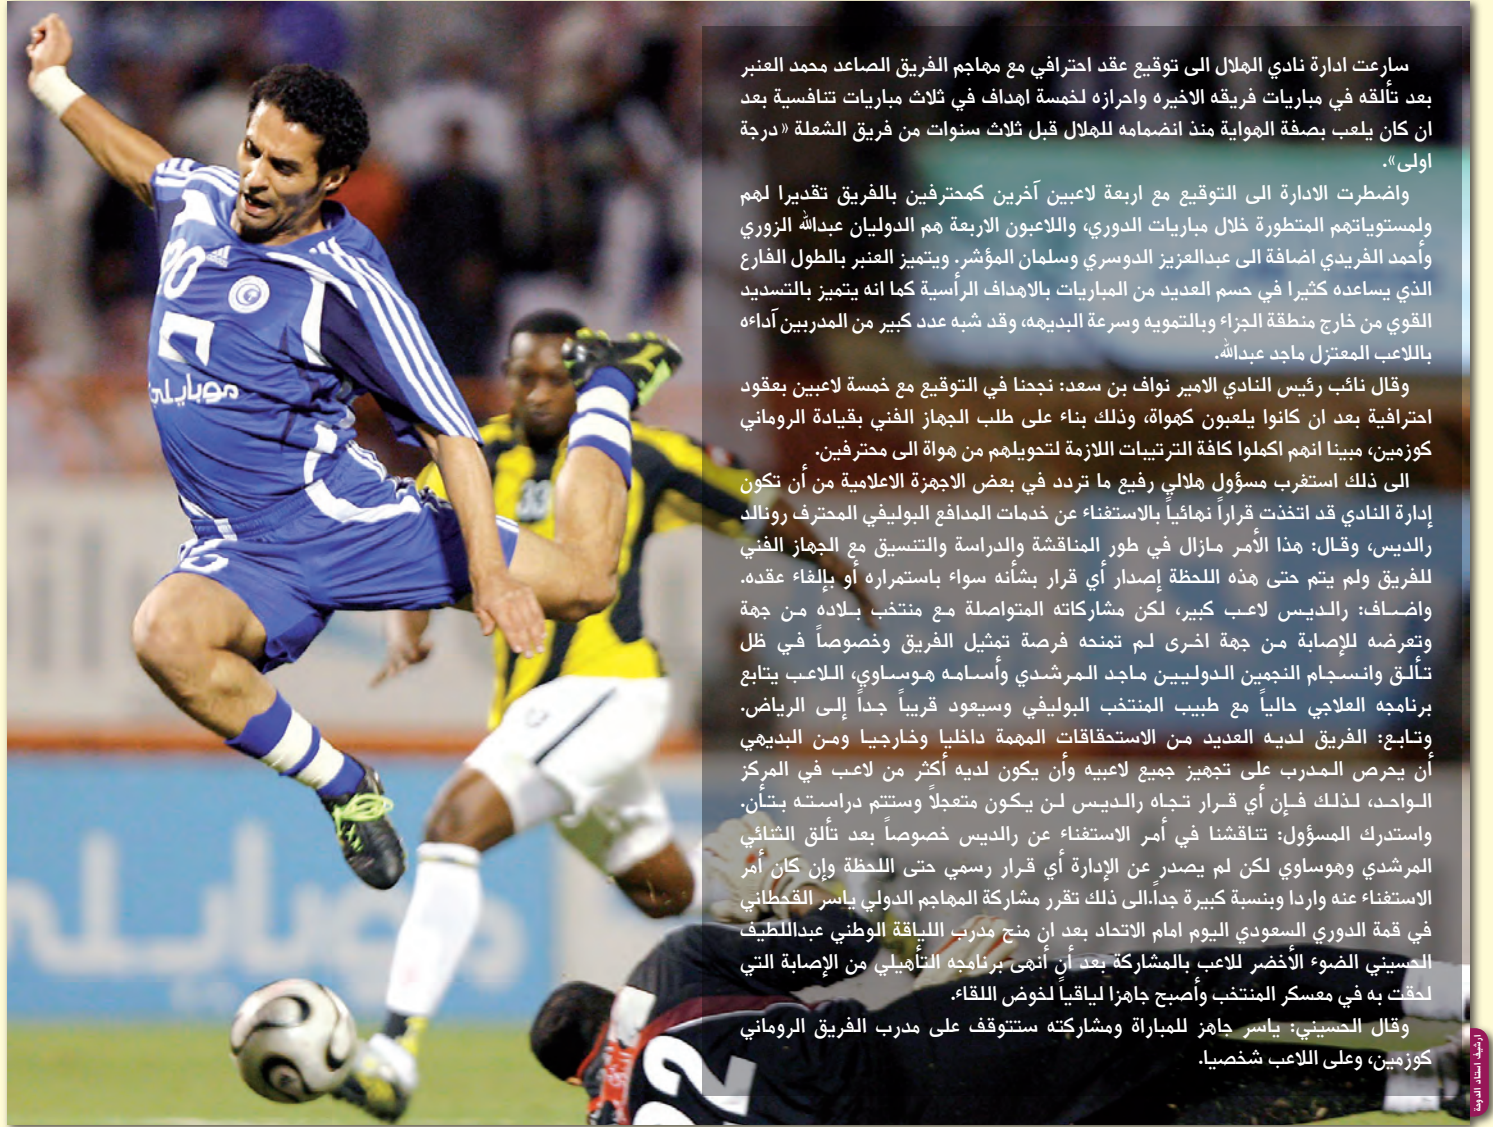 سارعت ادارة نادي الهلال الى توقيع عقد احترافي مع مهاجم الفريق الصاعد محمد العنبر
بعد تألقه في مباريات فريقه الاخيره واحرازه لخمسة اهداف في ثلاث مباريات تنافسية بعد
ان كان يلعب بصفة الهواية منذ انضمامه للهلال قبل ثلاث سنوات من فريق الشعلة «درجة
اولى».
واضطرت الادارة الى التوقيع مع اربعة لاعبين آخرين كمحترفين بالفريق تقديرا لهم
ولمستوياتهم المتطورة خلال مباريات الدوري، واللاعبون الاربعة هم الدوليان عبدالله الزوري
وأحمد الفريدي اضافة الى عبدالعزيز الدوسري وسلمان المؤشر. ويتميز العنبر بالطول الفارع
الذي يساعده كثيرا في حسم العديد من المباريات بالاهداف الرأسية كما انه يتميز بالتسديد
القوي من خارج منطقة الجزاء وبالتمويه وسرعة البديهه، وقد شبه عدد كبير من المدربين آداءه
باللاعب المعتزل ماجد عبدالله.
وقال نائب رئيس النادي الامير نواف بن سعد: نجحنا في التوقيع مع خمسة لاعبين بعقود
احترافية بعد ان كانوا يلعبون كهواة، وذلك بناء على طلب الجهاز الفني بقيادة الروماني
كوزمين، مبينا انهم اكملوا كافة الترتيبات اللازمة لتحويلهم من هواة الى محترفين.
الى ذلك استغرب مسؤول هلالي رفيع ما تردد في بعض الاجهزة الاعلامية من أن تكون
إدارة النادي قد اتخذت قراراً نهائياً بالاستغناء عن خدمات المدافع البوليفي المحترف رونالد
رالديس، وقال: هذا الأمر مازال في طور المناقشة والدراسة والتنسيق مع الجهاز الفني
للفريق ولم يتم حتى هذه اللحظة إصدار أي قرار بشأنه سواء باستمراره أو بإلغاء عقده.
واضاف: رالديس لاعب كبير، لكن مشاركاته المتواصلة مع منتخب بلاده من جهة
وتعرضه للإصابة من جهة اخرى لم تمنحه فرصة تمثيل الفريق وخصوصاً في ظل
تألق وانسجام النجمين الدوليين ماجد المرشدي وأسامه هوساوي، اللاعب يتابع
برنامجه العلاجي حالياً مع طبيب المنتخب البوليفي وسيعود قريباً جداً إلى الرياض.
وتابع: الفريق لديه العديد من الاستحقاقات المهمة داخليا وخارجيا ومن البديهي
أن يحرص المدرب على تجهيز جميع لاعبيه وأن يكون لديه أكثر من لاعب في المركز
الواحد، لذلك فإن أي قرار تجاه رالديس لن يكون متعجلاً وستتم دراسته بتأن.
واستدرك المسؤول: تناقشنا في أمر الاستغناء عن رالديس خصوصاً بعد تألق الثنائي
المرشدي وهوساوي لكن لم يصدر عن الإدارة أي قرار رسمي حتى اللحظة وإن كان أمر
الاستغناء عنه واردا وبنسبة كبيرة جداً.الى ذلك تقرر مشاركة المهاجم الدولي ياسر القحطاني
في قمة الدوري السعودي اليوم امام الاتحاد بعد ان منح مدرب اللياقة الوطني عبداللطيف
الحسيني الضوء الأخضر للاعب بالمشاركة بعد أن أنهى برنامجه التأهيلي من الإصابة التي
لحقت به في معسكر المنتخب وأصبح جاهزا لياقياً لخوض اللقاء.
وقال الحسيني: ياسر جاهز للمباراة ومشاركته ستتوقف على مدرب الفريق الروماني
كوزمين، وعلى اللاعب شخصيا.
موبايلي
33
22
ارشيف استاد الدوحة